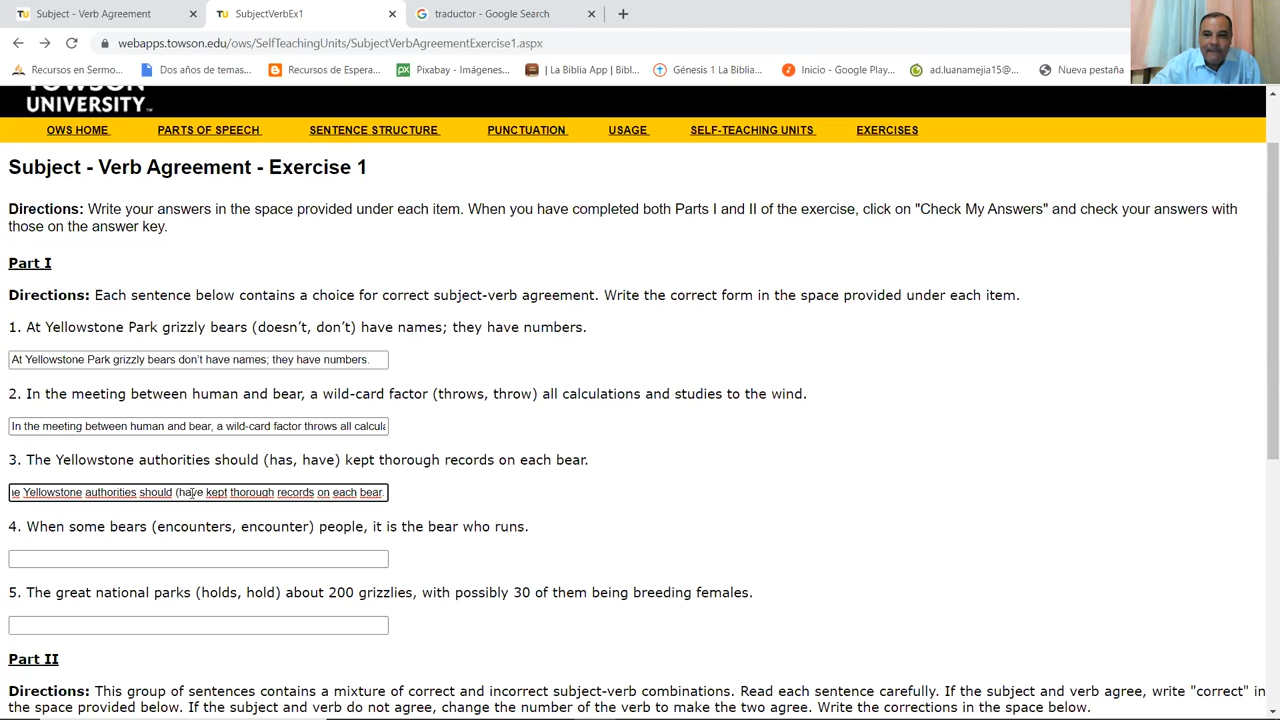 Subject - Verb Agreement
SubjectVerbEx1
traductor - Google Search
webapps.towson.edu/ows/SelfTeachingUnits/SubjectVerbAgreementExercise1.aspx
Recursos en Sermo...
Dos años de temas...
Recursos de Espera...
Pixabay - Imágenes...
| La Biblia App | Bibl...
Génesis 1 La Biblia...
Inicio - Google Play...
ad.luanamejia15@...
Nueva pestaña
TOWSON
UNIVERSITY™
OWS HOME PARTS OF SPEECH SENTENCE STRUCTURE PUNCTUATION USAGE SELF-TEACHING UNITS EXERCISES
Subject - Verb Agreement - Exercise 1
Directions: Write your answers in the space provided under each item. When you have completed both Parts I and II of the exercise, click on "Check My Answers" and check your answers with
those on the answer key.
Part I
Directions: Each sentence below contains a choice for correct subject-verb agreement. Write the correct form in the space provided under each item.
1. At Yellowstone Park grizzly bears (doesn't, don't) have names; they have numbers.
At Yellowstone Park grizzly bears don't have names; they have numbers.
2. In the meeting between human and bear, a wild-card factor (throws, throw) all calculations and studies to the wind.
In the meeting between human and bear, a wild-card factor throws all calcula
3. The Yellowstone authorities should (has, have) kept thorough records on each bear.
e Yellowstone authorities should (have kept thorough records on each bear.
4. When some bears (encounters, encounter) people, it is the bear who runs.
5. The great national parks (holds, hold) about 200 grizzlies, with possibly 30 of them being breeding females.
Part II
Directions: This group of sentences contains a mixture of correct and incorrect subject-verb combinations. Read each sentence carefully. If the subject and verb agree, write "correct" in
the space provided below. If the subject and verb do not agree, change the number of the verb to make the two agree. Write the corrections in the space below.